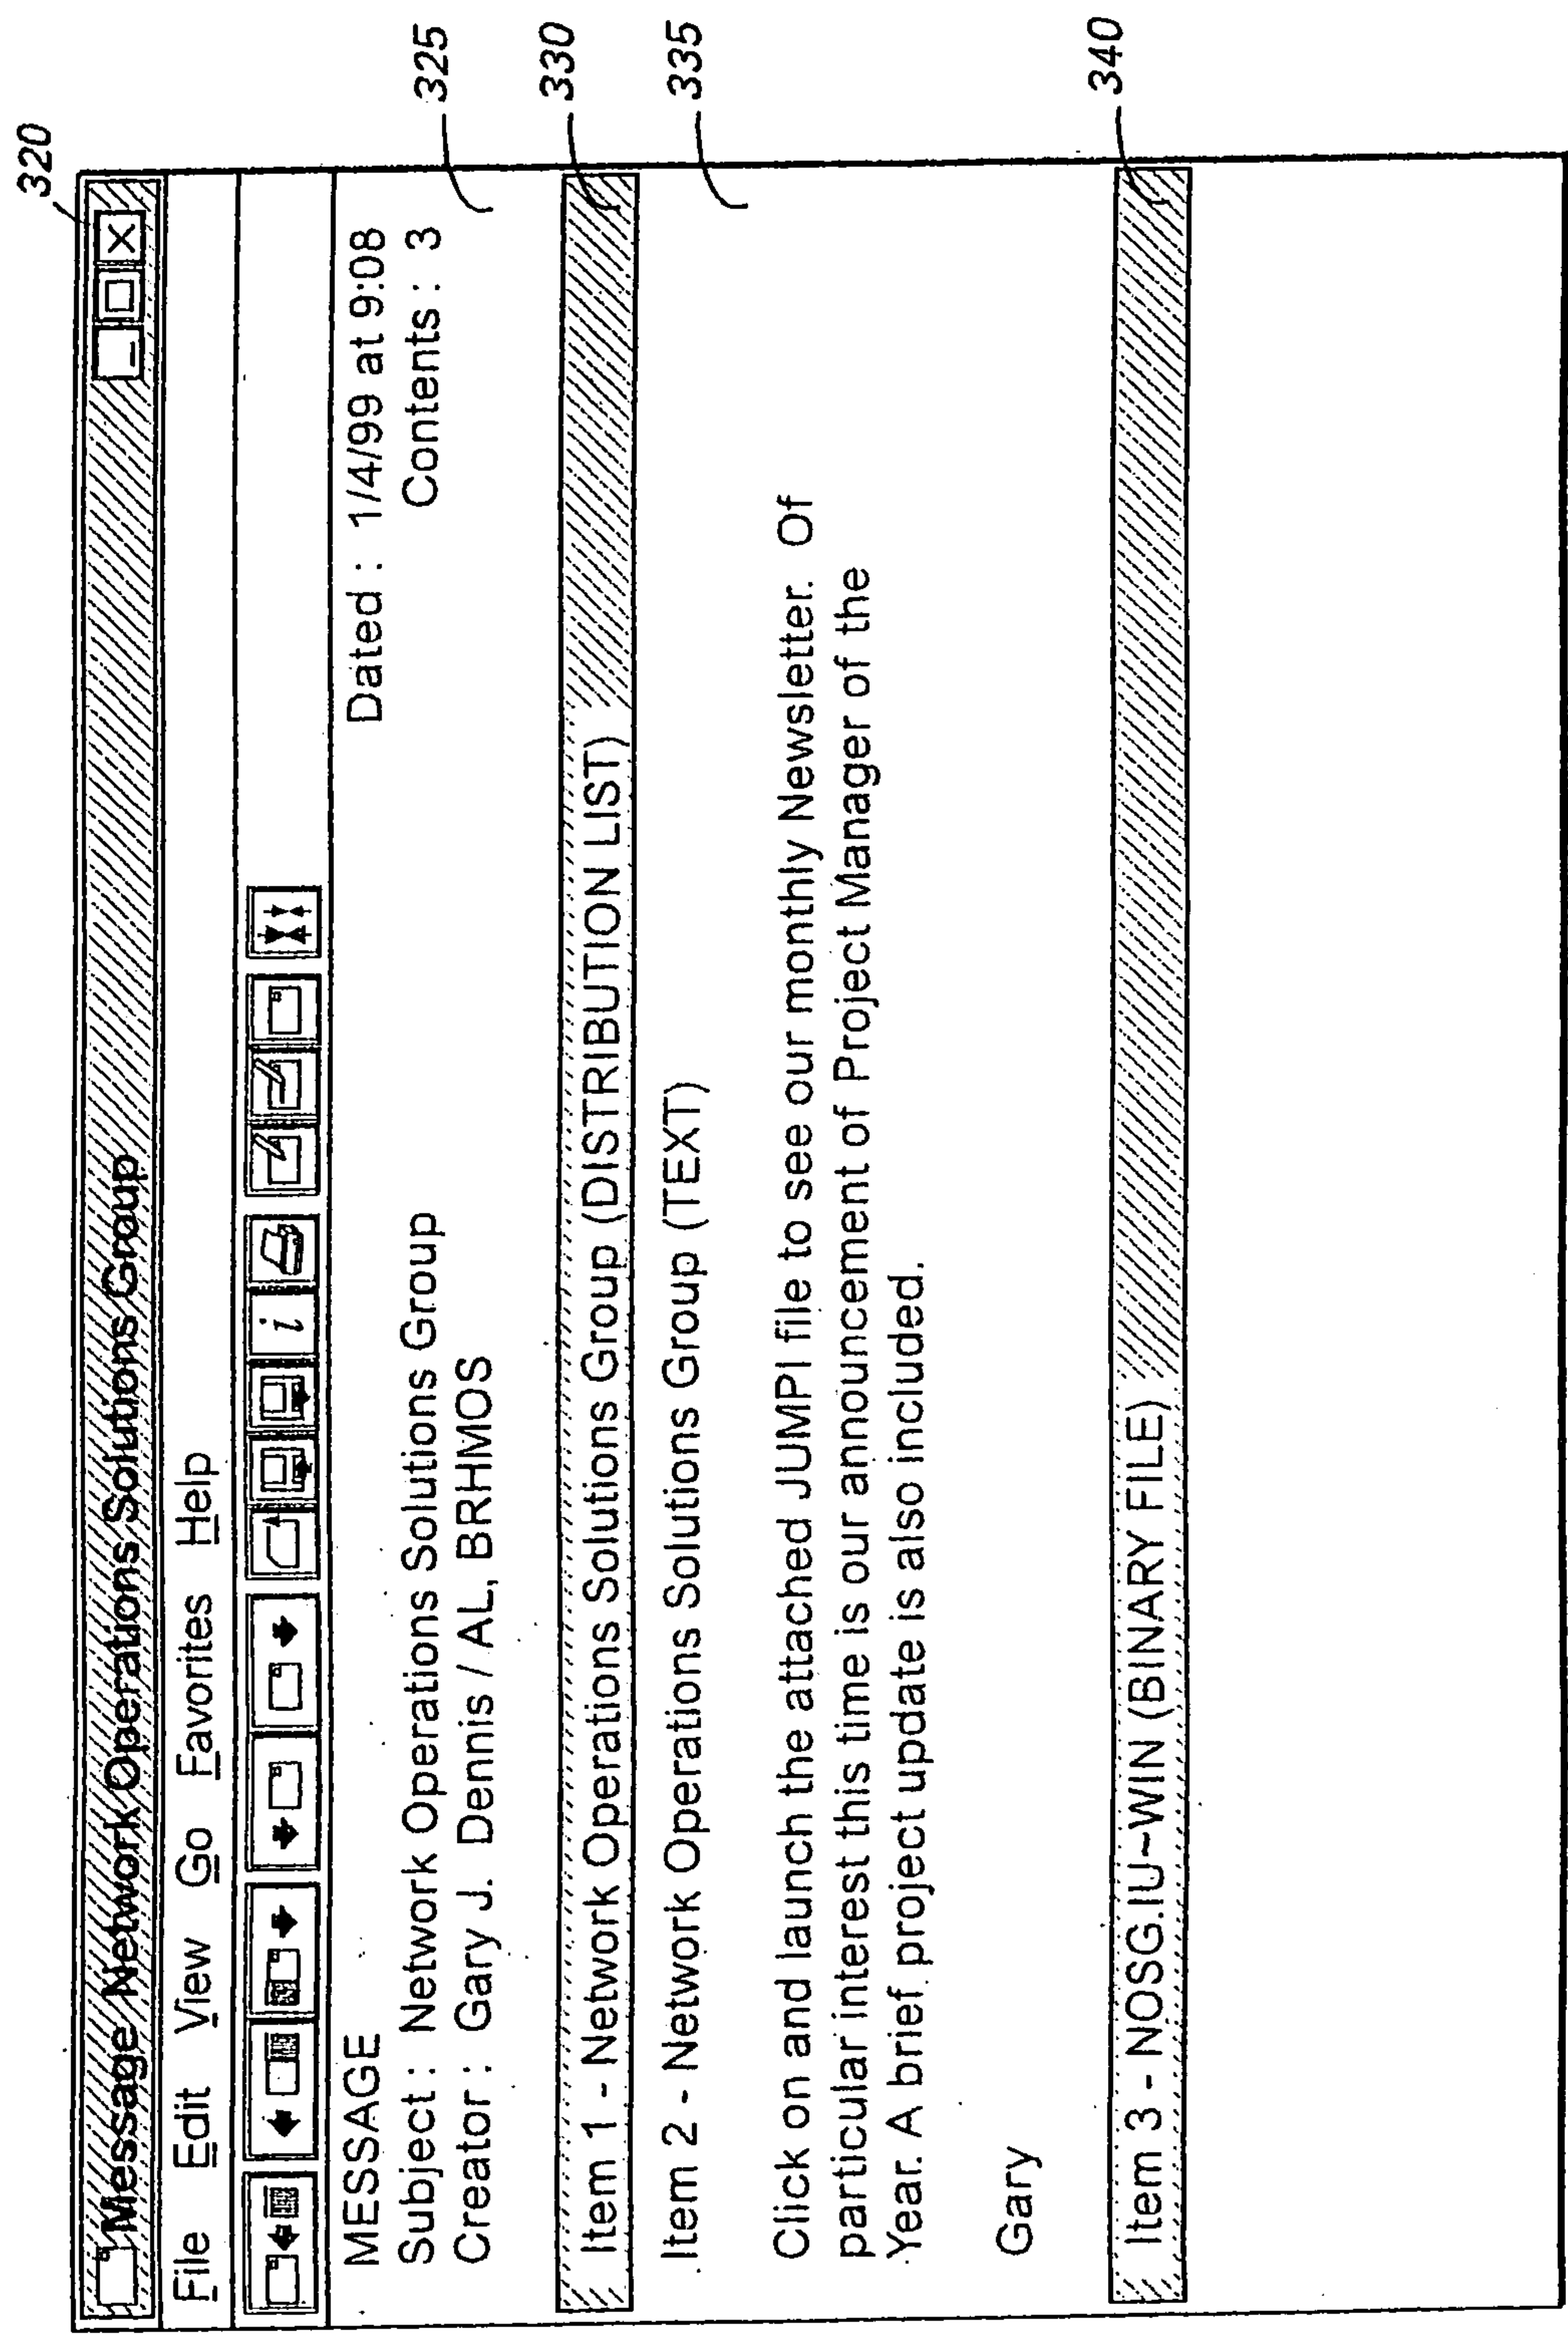 320
Message Network Operations Solutions Group
File Edit View Go Favorites Help
i
MESSAGE
Dated : 1/4/99 at 9:08
Subject : Network Operations Solutions Group
Contents : 3
Creator : Gary J. Dennis / AL, BRHMOS
325
Item 1 - Network Operations Solutions Group (DISTRIBUTION LIST)
330
Item 2 - Network Operations Solutions Group (TEXT)
335
Click on and launch the attached JUMPI file to see our monthly Newsletter. Of
particular interest this time is our announcement of Project Manager of the
Year. A brief project update is also included.
Gary
Item 3 - NOSG.IU~WIN (BINARY FILE)
340